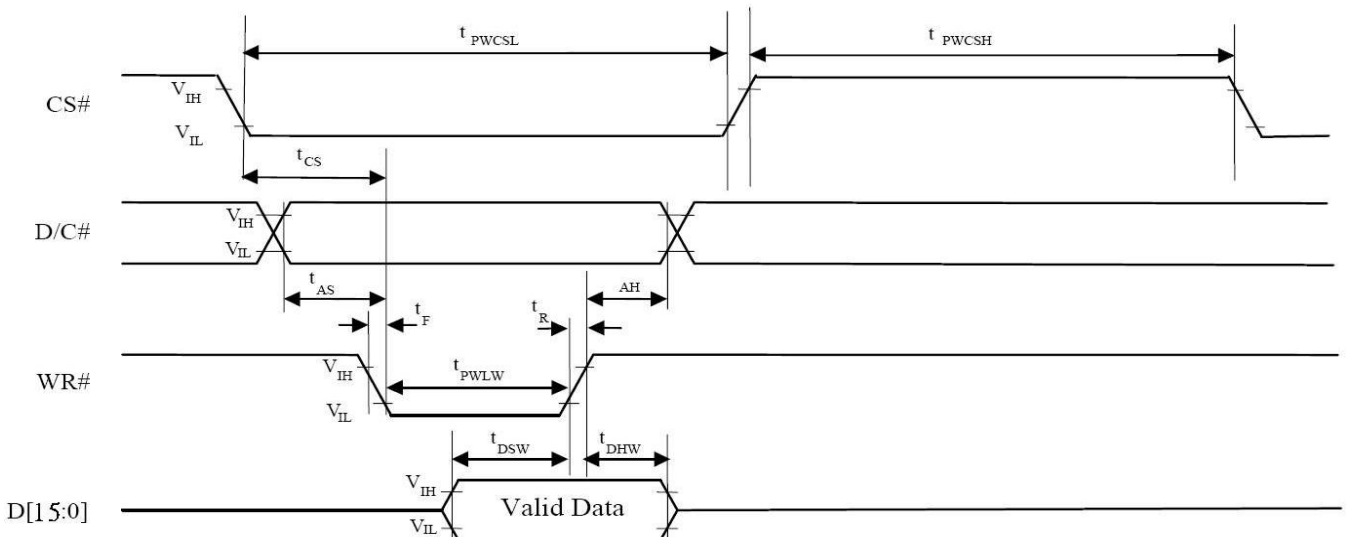 t PWCSL
t PWCSH
CS#
V IH
V IL
t CS
D/C#
V IH
V IL
t AS
t F
t R
AH
WR#
V IH
V IL
t PWLW
t DSW
t DHW
D[15:0]
V IH
V IL
Valid Data